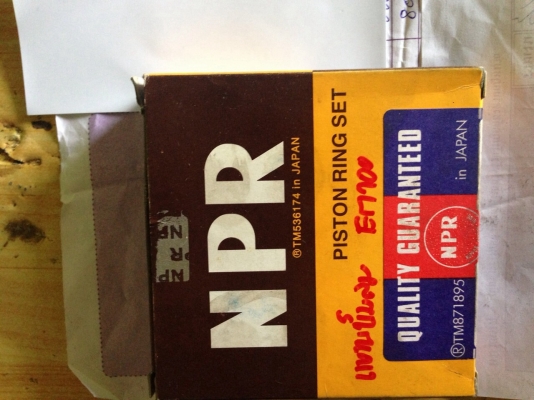 NPR
®TM536174 in JAPAN
PISTON RING SET
QUALITY GUARANTEED
®TM871895 NPR in JAPAN